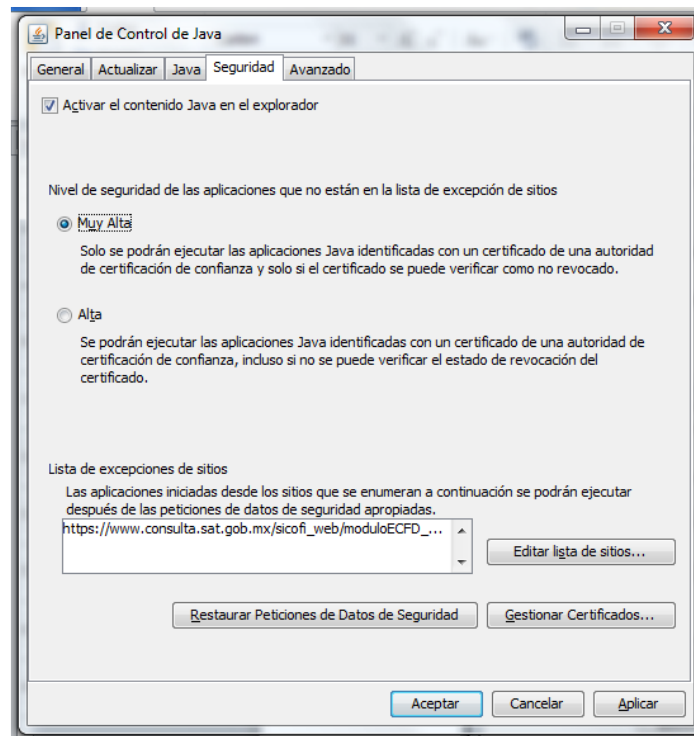 Panel de Control de Java
General Actualizar Java Seguridad Avanzado
Activar el contenido Java en el explorador
Nivel de seguridad de las aplicaciones que no están en la lista de excepción de sitios
Muy Alta
Solo se podrán ejecutar las aplicaciones Java identificadas con un certificado de una autoridad
de certificación de confianza y solo si el certificado se puede verificar como no revocado.
Alta
Se podrán ejecutar las aplicaciones Java identificadas con un certificado de una autoridad de
certificación de confianza, incluso si no se puede verificar el estado de revocación del
certificado.
Lista de excepciones de sitios
Las aplicaciones iniciadas desde los sitios que se enumeran a continuación se podrán ejecutar
después de las peticiones de datos de seguridad apropiadas.
https://www.consulta.sat.gob.mx/sicofi_web/moduloECFD_...
Editar lista de sitios...
Restaurar Peticiones de Datos de Seguridad Gestionar Certificados...
Aceptar Cancelar Aplicar